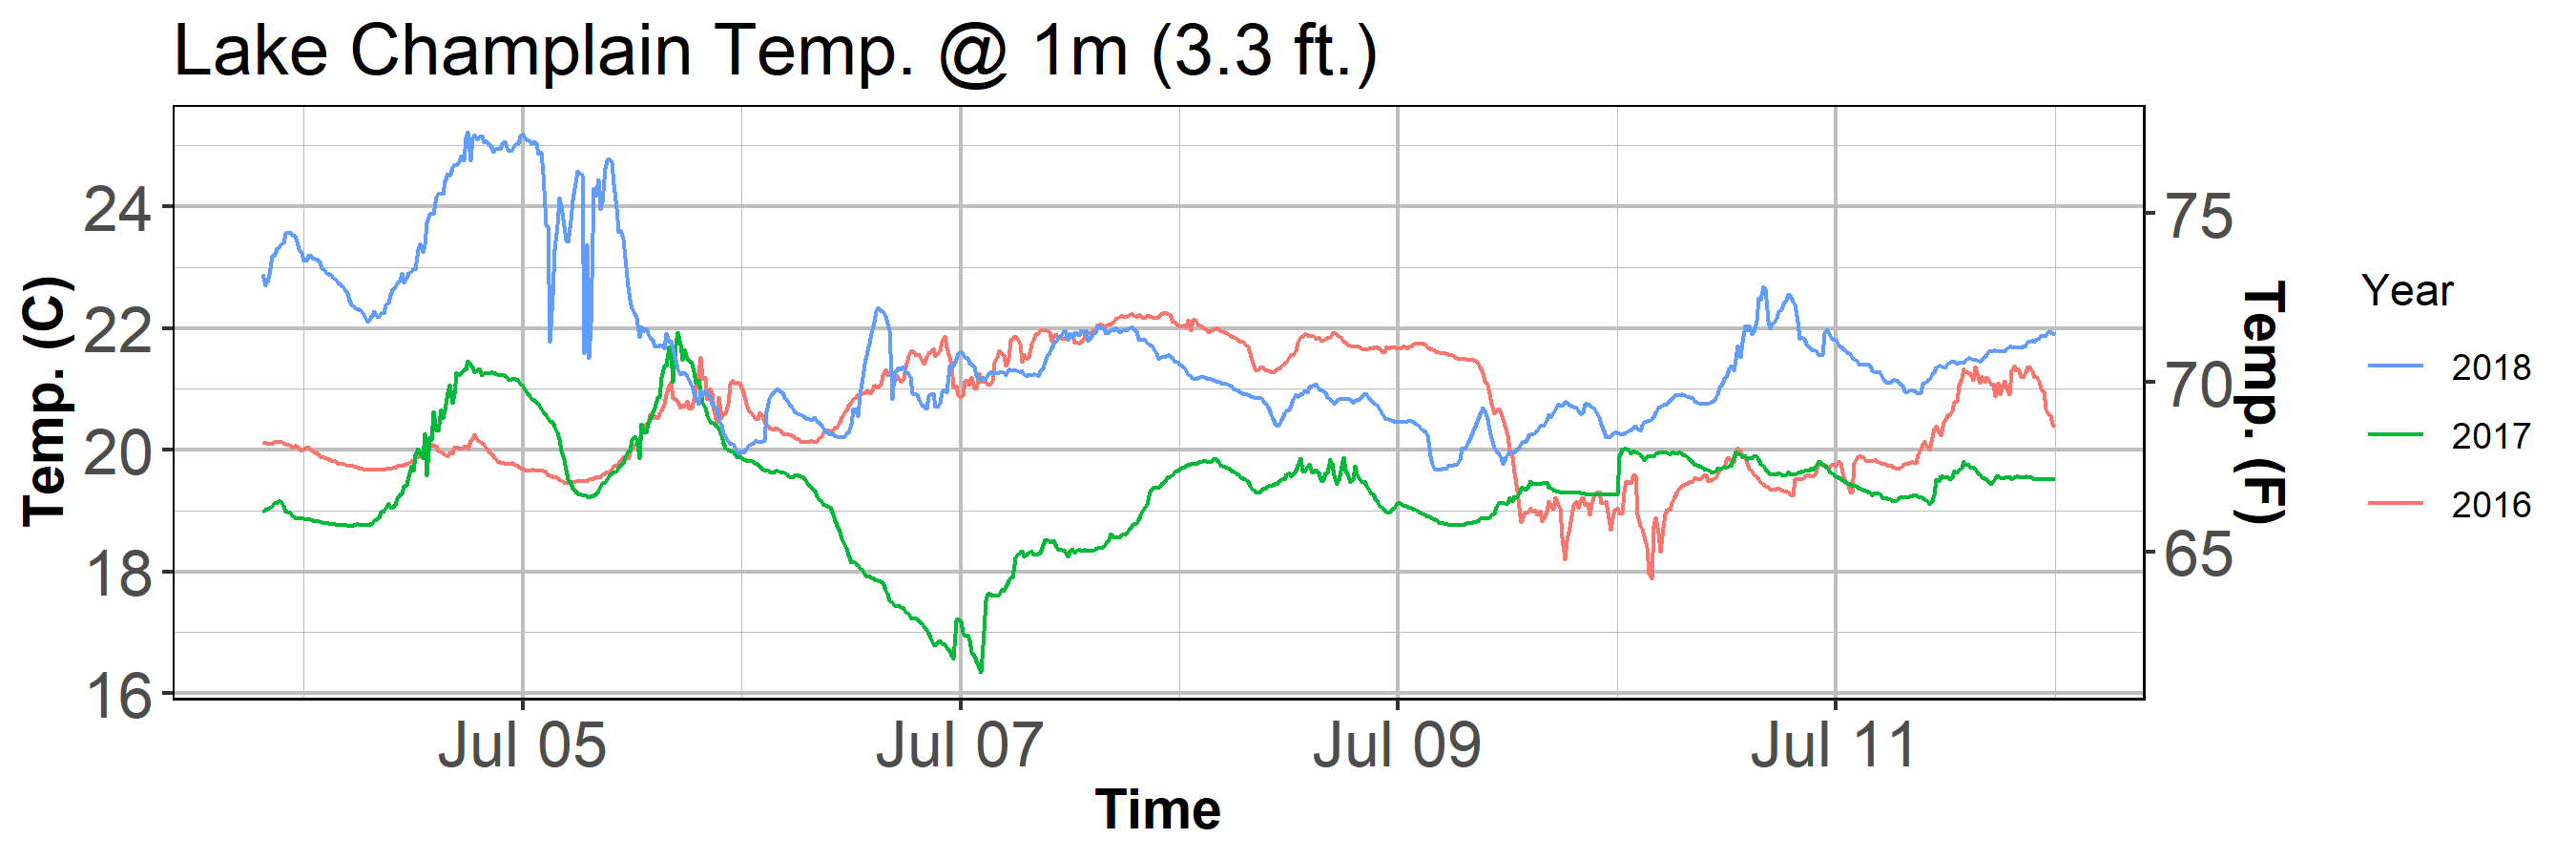 Lake Champlain Temp. @ 1m (3.3 ft.)
Temp. (C)
24
22
20
18
16
75
70
65
Temp. (F)
Jul 05
Jul 07
Jul 09
Jul 11
Time
Year
2018
2017
2016